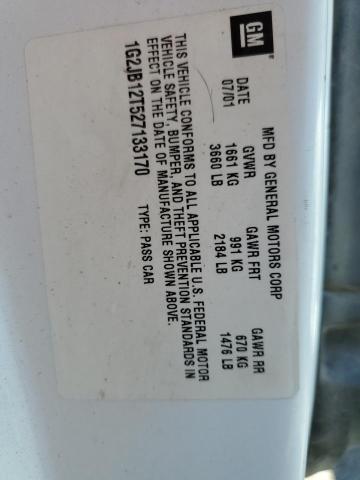 GM
MFD BY GENERAL MOTORS CORP
DATE GVWR GAWR FRT GAWR RR
07/01 1661 KG 991 KG 670 KG
3660 LB 2184 LB 1476 LB
THIS VEHICLE CONFORMS TO ALL APPLICABLE U.S. FEDERAL MOTOR
VEHICLE SAFETY, BUMPER, AND THEFT PREVENTION STANDARDS IN
EFFECT ON THE DATE OF MANUFACTURE SHOWN ABOVE.
1G2JB12T527133170 TYPE: PASS CAR